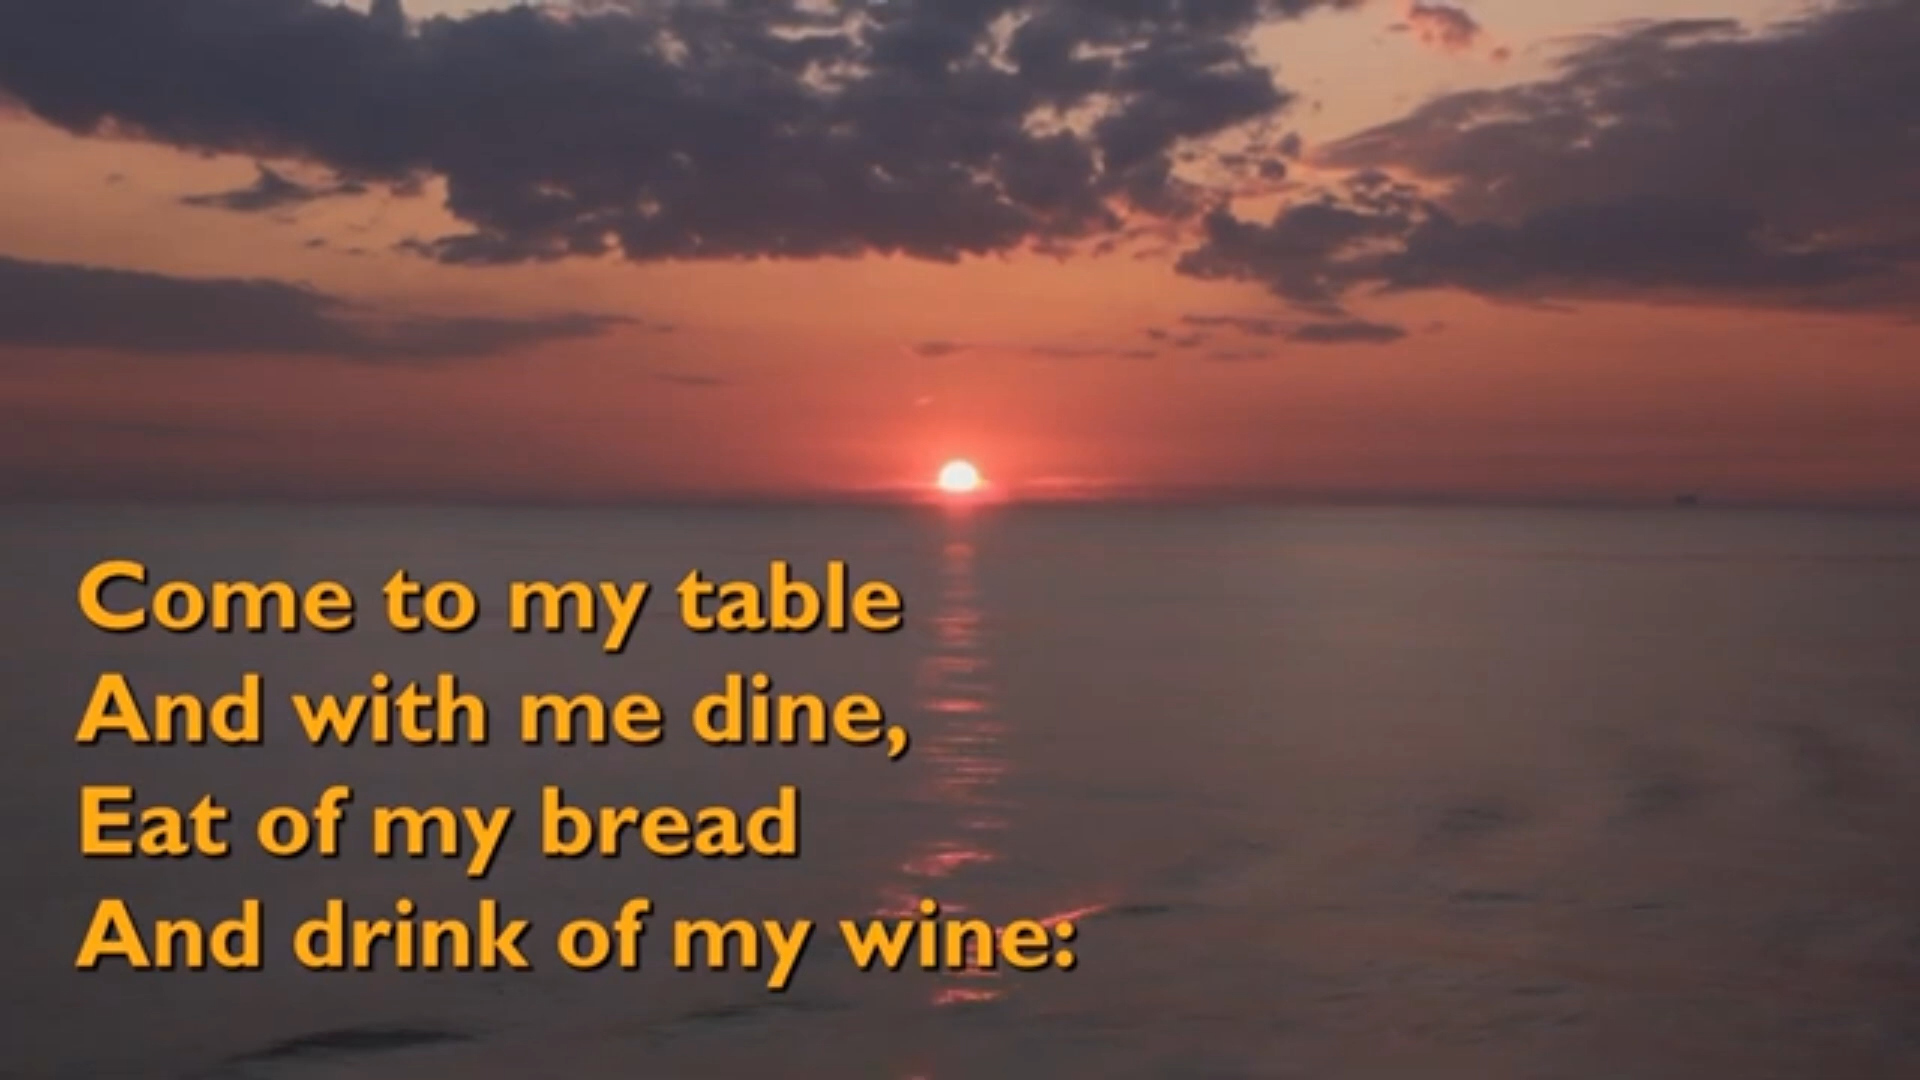 Come to my table
And with me dine,
Eat of my bread
And drink of my wine: